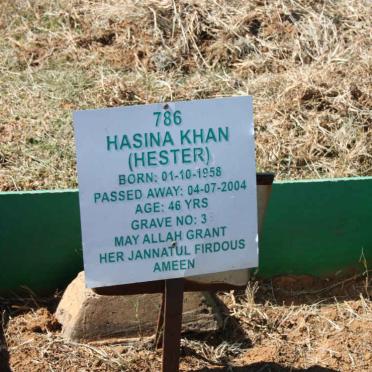 786
HASINA KHAN
(HESTER)
BORN: 01-10-1958
PASSED AWAY: 04-07-2004
AGE: 46 YRS
GRAVE NO: 3
MAY ALLAH GRANT
HER JANNATUL FIRDOUS
AMEEN